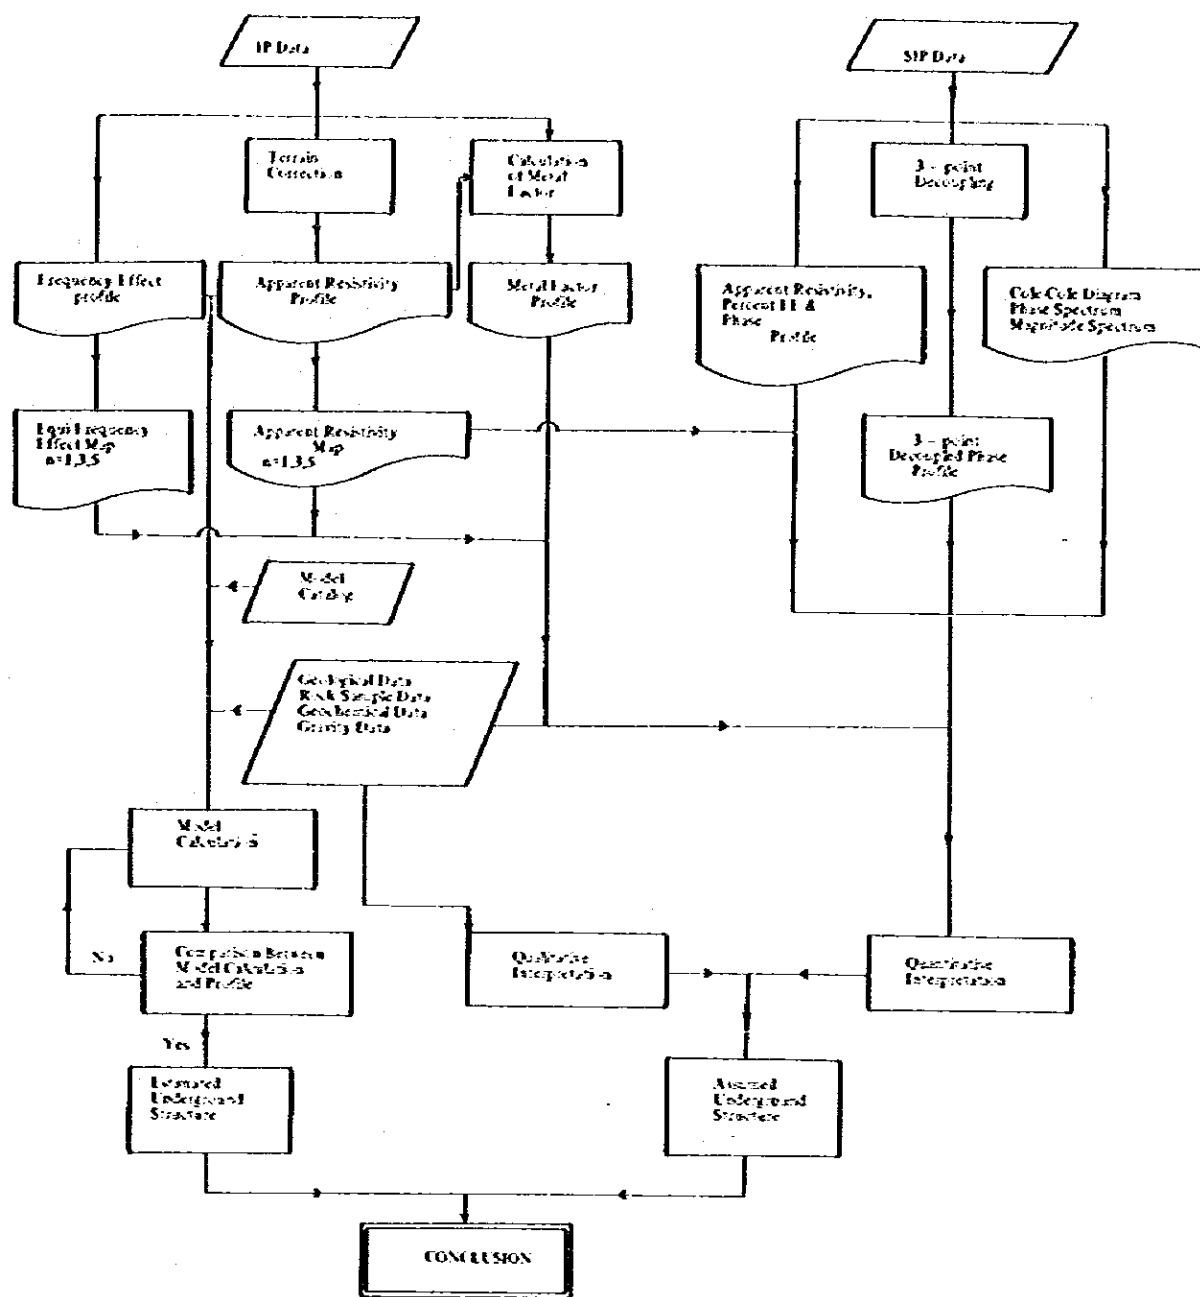 IP Data
SIP Data
Terrain
Correction
Calculation
of Metal
Factor
3 - point
Decoupling
Frequency Effect
profile
Apparent Resistivity
Profile
Metal Factor
Profile
Apparent Resistivity,
Percent FE &
Phase
Profile
Cole-Cole Diagram
Phase Spectrum
Magnitude Spectrum
Equi Frequency
Effect Map
n=1,3,5
Apparent Resistivity
Map
n=1,3,5
3 - point
Decoupled Phase
Profile
Model
Catalog
Geological Data
Rock Sample Data
Geochemical Data
Gravity Data
Model
Calculation
No
Comparison Between
Model Calculation
and Profile
Qualitative
Interpretation
Quantitative
Interpretation
Yes
Estimated
Underground
Structure
Assumed
Underground
Structure
CONCLUSION